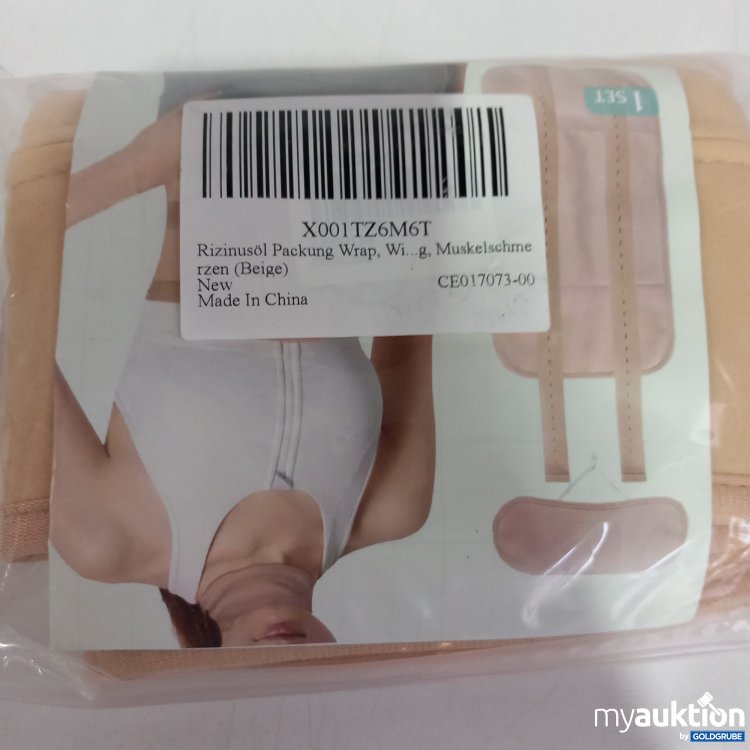 1 SET
X001TZ6M6T
Rizinusöl Packung Wrap, Wi...g, Muskelschme
rzen (Beige)
New CE017073-00
Made In China
myauktion
by GOLDGRUBE